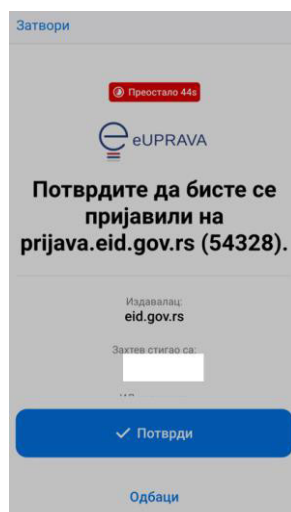 Затвори
Преостало 44s
eUPRAVA
Потврдите да бисте се
пријавили на
prijava.eid.gov.rs (54328).
Издавалац:
eid.gov.rs
Захтев стигао са:
Потврди
Одбаци